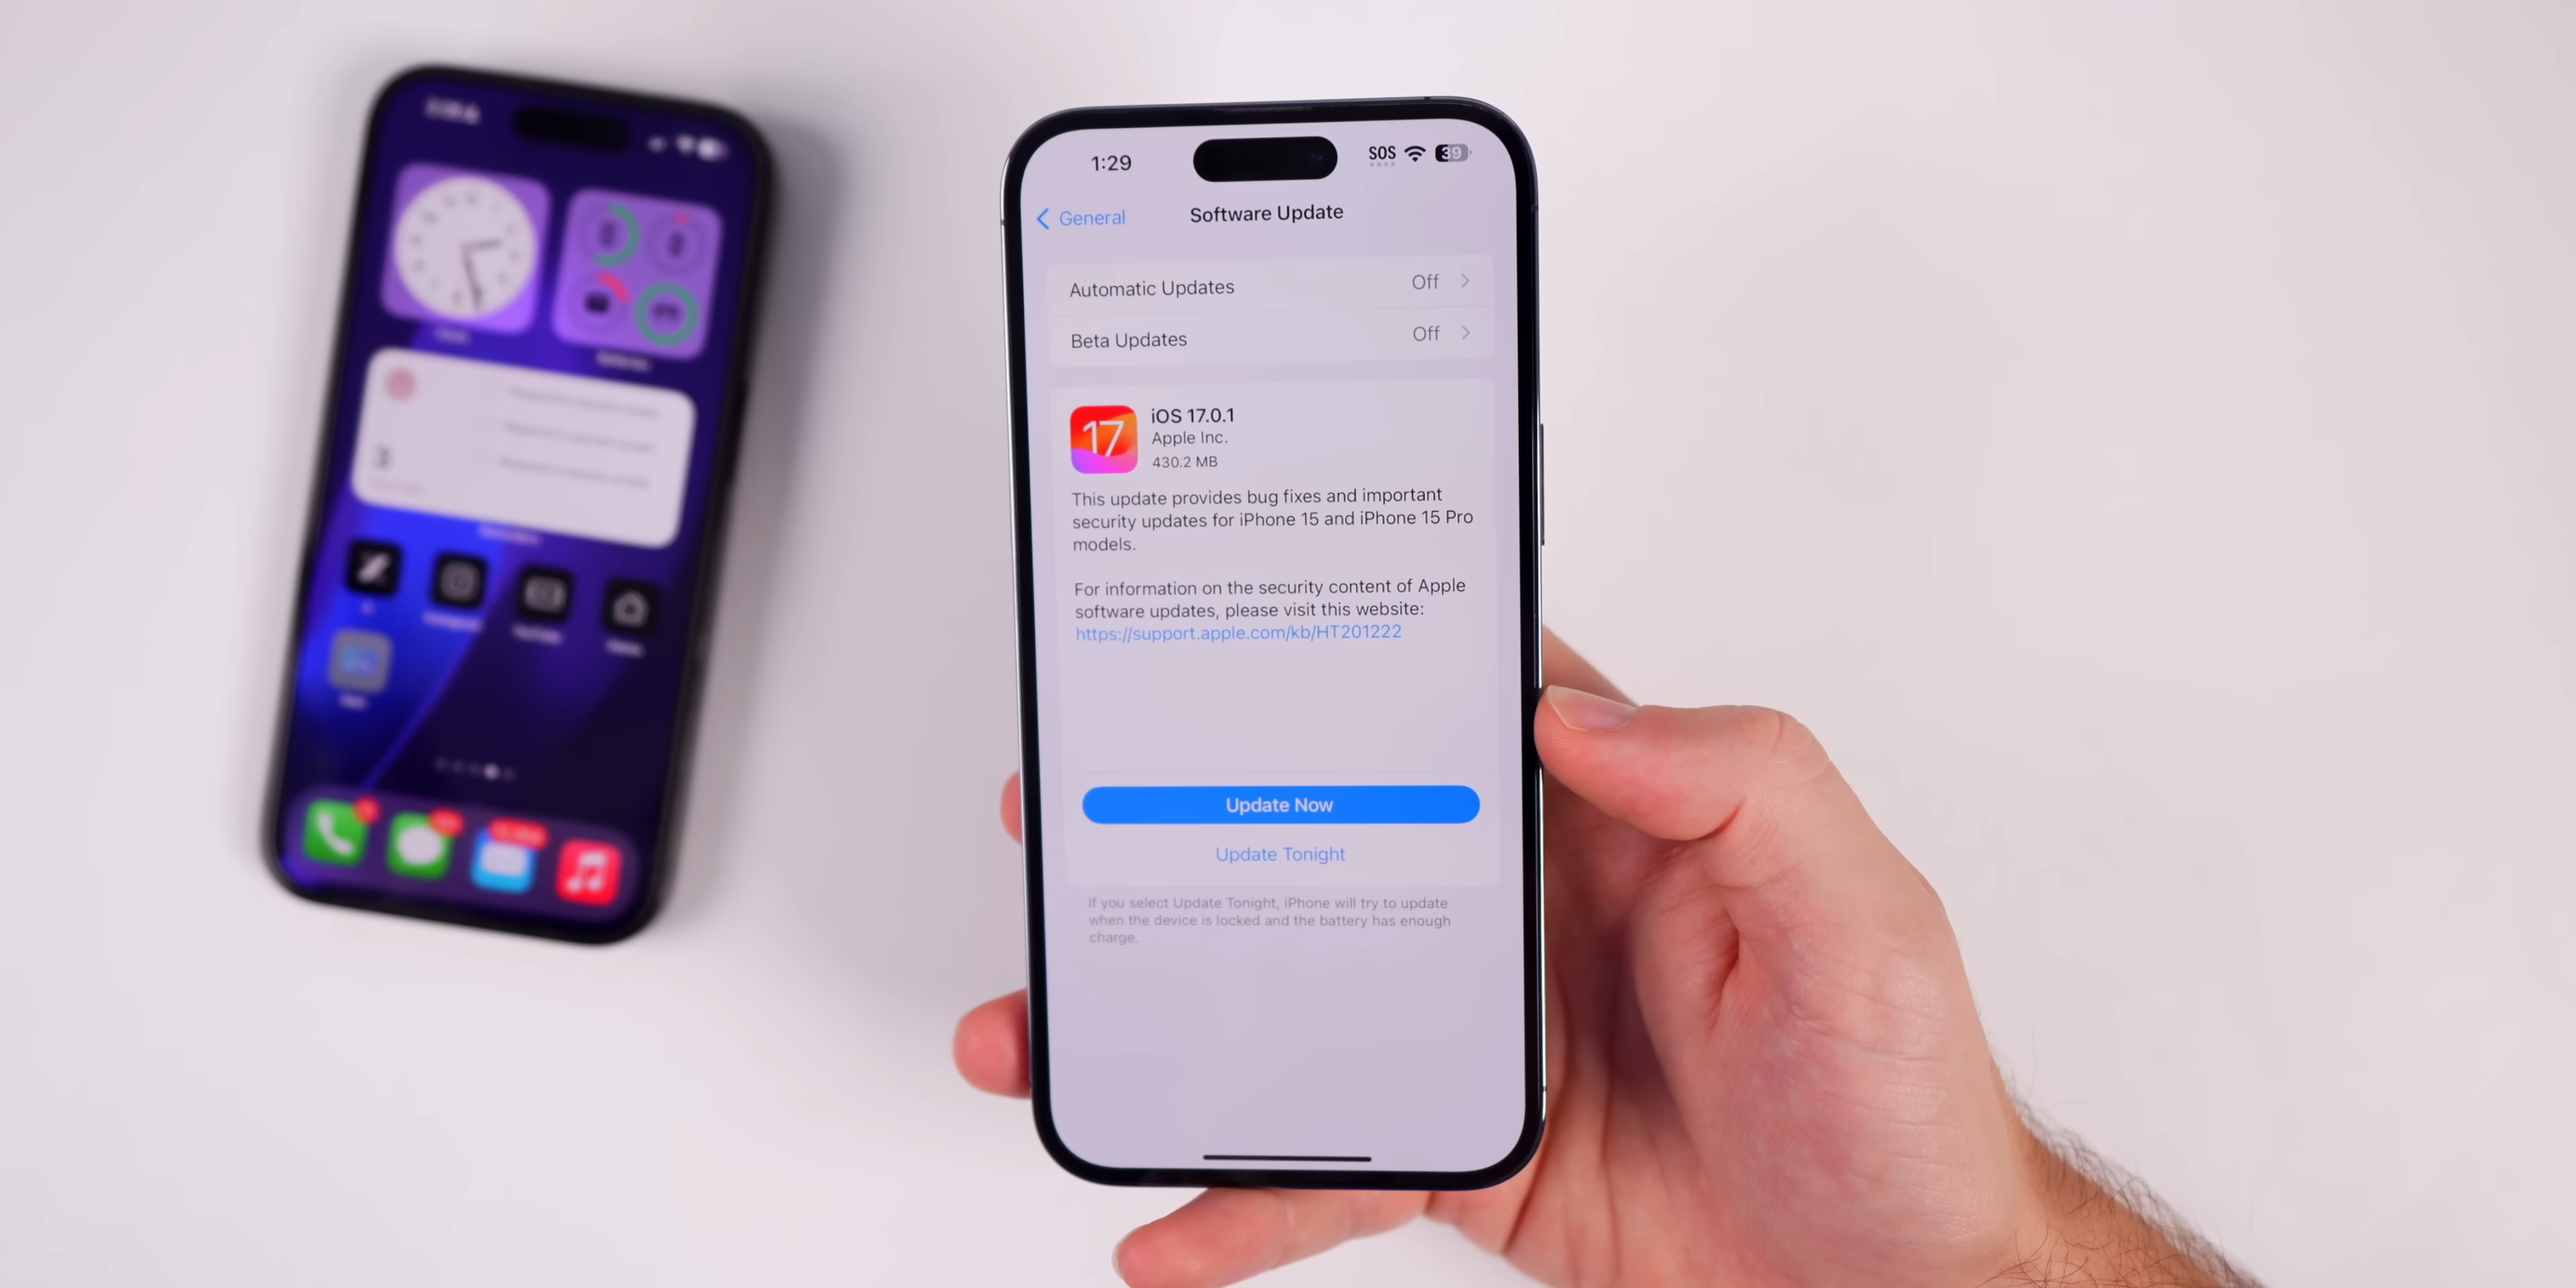 1:29
SOS
39
General
Software Update
Automatic Updates
Off
Beta Updates
Off
17
iOS 17.0.1
Apple Inc.
430.2 MB
This update provides bug fixes and important
security updates for iPhone 15 and iPhone 15 Pro
models.
For information on the security content of Apple
software updates, please visit this website:
https://support.apple.com/kb/HT201222
Update Now
Update Tonight
If you select Update Tonight, iPhone will try to update
when the device is locked and the battery has enough
charge.